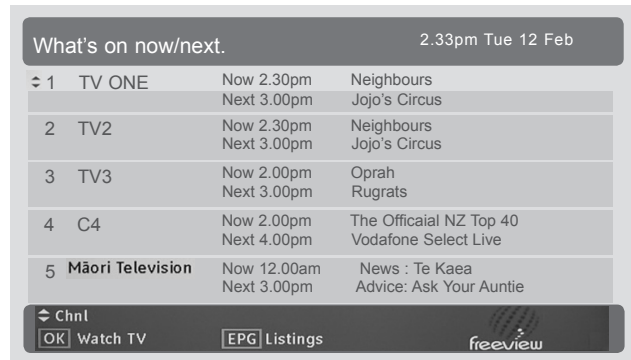 What's on now/next. 2.33pm Tue 12 Feb
1 TV ONE Now 2.30pm Neighbours
Next 3.00pm Jojo's Circus
2 TV2 Now 2.30pm Neighbours
Next 3.00pm Jojo's Circus
3 TV3 Now 2.00pm Oprah
Next 3.00pm Rugrats
4 C4 Now 2.00pm The Officaial NZ Top 40
Next 4.00pm Vodafone Select Live
5 Māori Television Now 12.00am News : Te Kaea
Next 3.00pm Advice: Ask Your Auntie
Chnl
OK Watch TV EPG Listings freeview